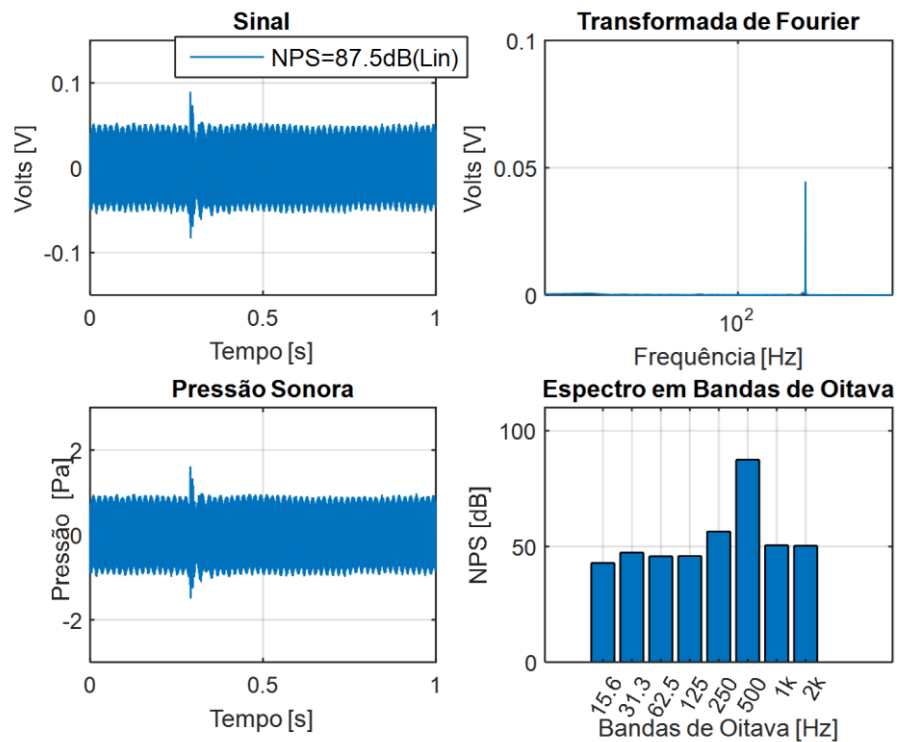 Sinal
NPS=87.5dB(Lin)
0.1
0
-0.1
Volts [V]
0
0.5
1
Tempo [s]
Transformada de Fourier
0.1
0.05
0
Volts [V]
10²
Frequência [Hz]
Pressão Sonora
2
0
-2
Pressão [Pa]
0
0.5
1
Tempo [s]
Espectro em Bandas de Oitava
100
50
0
NPS [dB]
15.6
31.3
62.5
125
250
500
1k
2k
Bandas de Oitava [Hz]